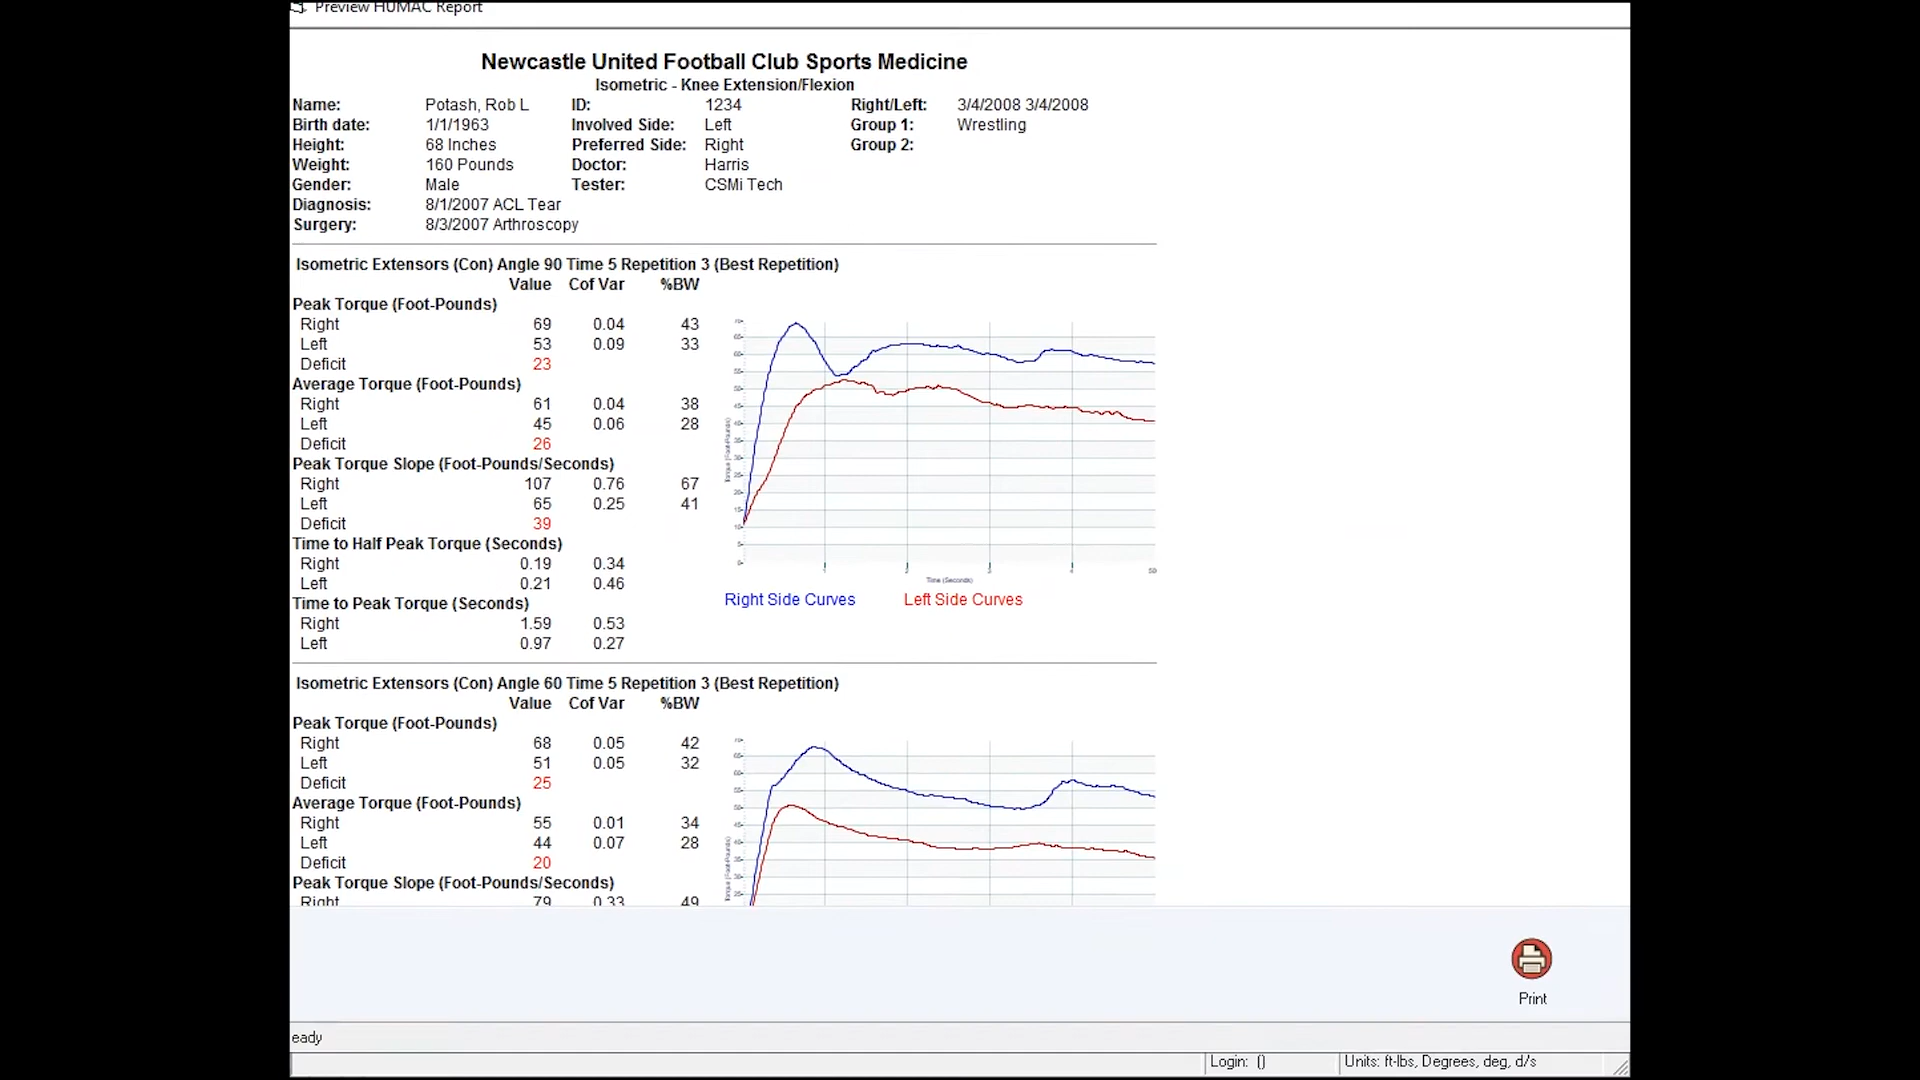 Preview HUMAC Report
Newcastle United Football Club Sports Medicine
Isometric - Knee Extension/Flexion
Name: Potash, Rob L ID: 1234 Right/Left: 3/4/2008 3/4/2008
Birth date: 1/1/1963 Involved Side: Left Group 1: Wrestling
Height: 68 Inches Preferred Side: Right Group 2:
Weight: 160 Pounds Doctor: Harris
Gender: Male Tester: CSMi Tech
Diagnosis: 8/1/2007 ACL Tear
Surgery: 8/3/2007 Arthroscopy
Isometric Extensors (Con) Angle 90 Time 5 Repetition 3 (Best Repetition)
Value Cof Var %BW
Peak Torque (Foot-Pounds)
Right 69 0.04 43
Left 53 0.09 33
Deficit 23
Average Torque (Foot-Pounds)
Right 61 0.04 38
Left 45 0.06 28
Deficit 26
Peak Torque Slope (Foot-Pounds/Seconds)
Right 107 0.76 67
Left 65 0.25 41
Deficit 39
Time to Half Peak Torque (Seconds)
Right 0.19 0.34
Left 0.21 0.46
Time to Peak Torque (Seconds)
Right 1.59 0.53
Left 0.97 0.27
Time (Seconds)
Right Side Curves Left Side Curves
Isometric Extensors (Con) Angle 60 Time 5 Repetition 3 (Best Repetition)
Value Cof Var %BW
Peak Torque (Foot-Pounds)
Right 68 0.05 42
Left 51 0.05 32
Deficit 25
Average Torque (Foot-Pounds)
Right 55 0.01 34
Left 44 0.07 28
Deficit 20
Peak Torque Slope (Foot-Pounds/Seconds)
Right 79 0.33 49
Print
eady
Login: () Units: ft-lbs, Degrees, deg, d/s